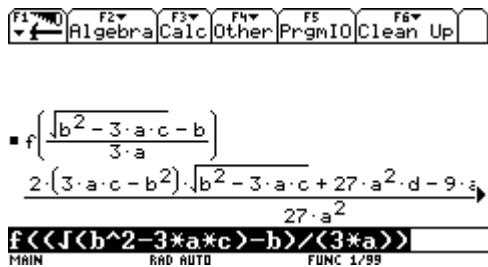 F1 F2▼ Algebra F3▼ Calc F4▼ Other F5 PrgmIO F6▼ Clean Up
▪ f((√(b² − 3·a·c) − b)/(3·a))
(2·(3·a·c − b²)·√(b² − 3·a·c) + 27·a²·d − 9·a▸)/(27·a²)
f((√(b^2-3*a*c)-b)/(3*a))
MAIN RAD AUTO FUNC 1/99